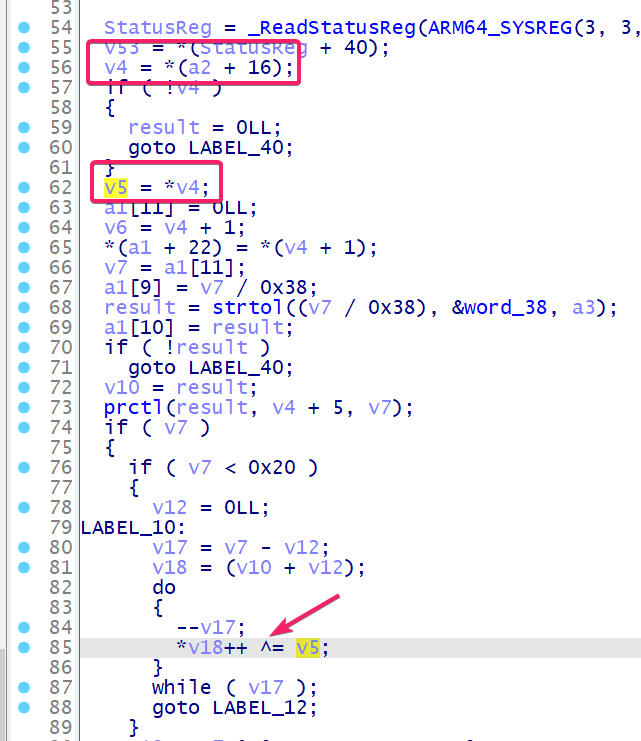 53
54 StatusReg = _ReadStatusReg(ARM64_SYSREG(3, 3,
55 v53 = *(StatusReg + 40);
56 v4 = *(a2 + 16);
57 if ( !v4 )
58 {
59 result = 0LL;
60 goto LABEL_40;
61 }
62 v5 = *v4;
63 a1[11] = 0LL;
64 v6 = v4 + 1;
65 *(a1 + 22) = *(v4 + 1);
66 v7 = a1[11];
67 a1[9] = v7 / 0x38;
68 result = strtol((v7 / 0x38), &word_38, a3);
69 a1[10] = result;
70 if ( !result )
71 goto LABEL_40;
72 v10 = result;
73 prctl(result, v4 + 5, v7);
74 if ( v7 )
75 {
76 if ( v7 < 0x20 )
77 {
78 v12 = 0LL;
79 LABEL_10:
80 v17 = v7 - v12;
81 v18 = (v10 + v12);
82 do
83 {
84 --v17;
85 *v18++ ^= v5;
86 }
87 while ( v17 );
88 goto LABEL_12;
89 }